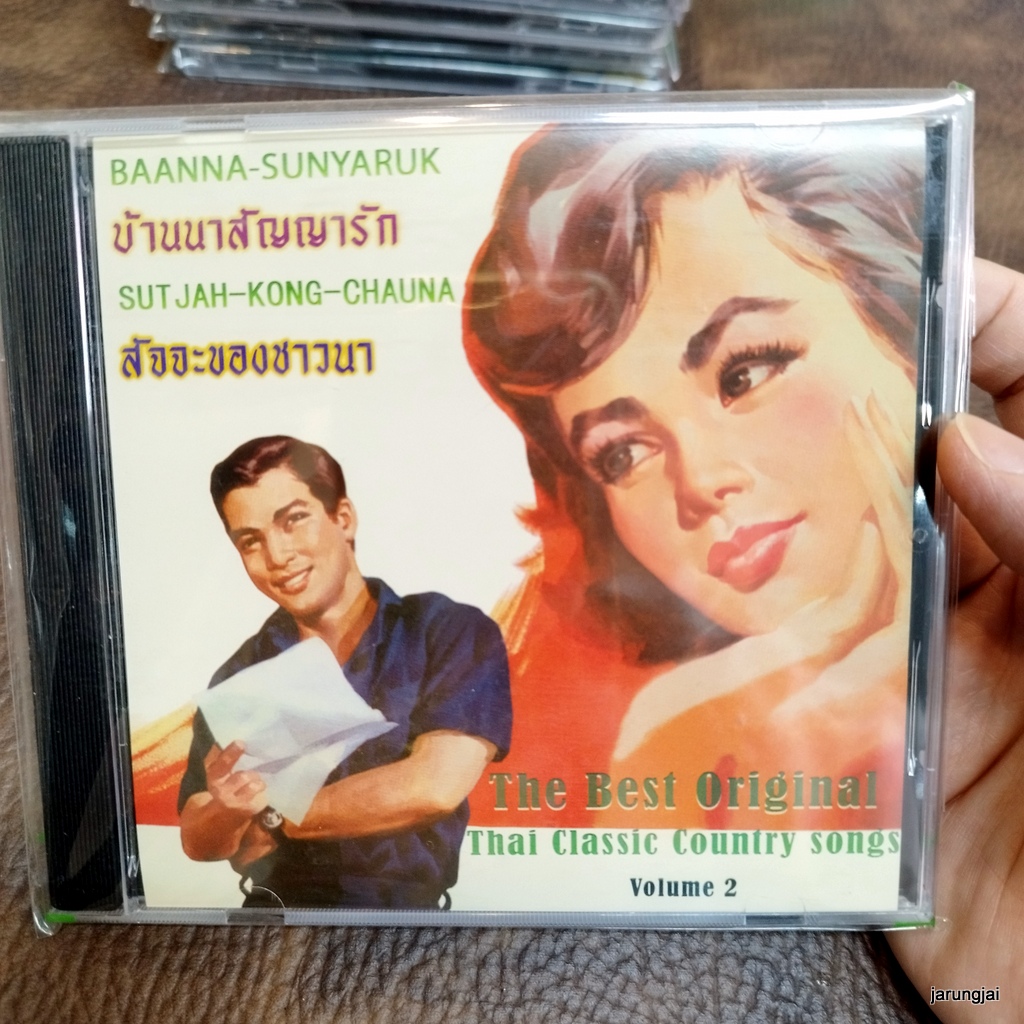 BAANNA-SUNYARUK
บ้านนาสัญญารัก
SUTJAH-KONG-CHAUNA
สัจจะของชาวนา
The Best Original
Thai Classic Country songs
Volume 2
jarungjai